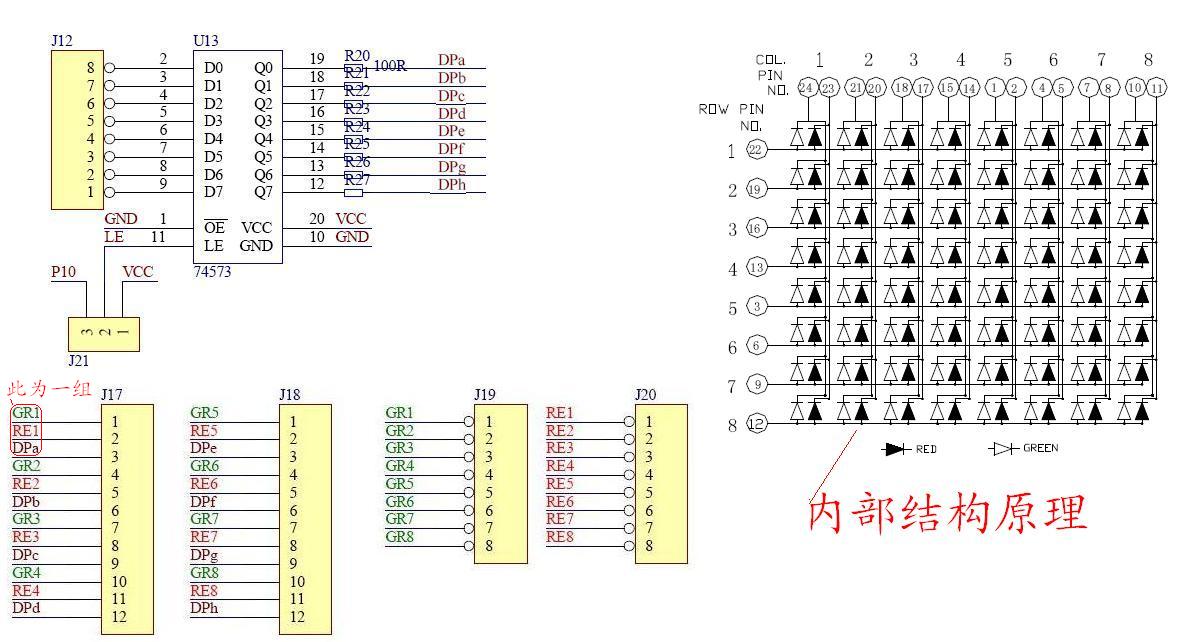 J12
8
7
6
5
4
3
2
1
U13
2 D0 Q0 19 R20 100R DPa
3 D1 Q1 18 R21 DPb
4 D2 Q2 17 R22 DPc
5 D3 Q3 16 R23 DPd
6 D4 Q4 15 R24 DPe
7 D5 Q5 14 R25 DPf
8 D6 Q6 13 R26 DPg
9 D7 Q7 12 R27 DPh
GND 1 OE VCC 20 VCC
LE 11 LE GND 10 GND
74573
P10 VCC
3 2 1
J21
此为一组
J17
GR1 1
RE1 2
DPa 3
GR2 4
RE2 5
DPb 6
GR3 7
RE3 8
DPc 9
GR4 10
RE4 11
DPd 12
J18
GR5 1
RE5 2
DPe 3
GR6 4
RE6 5
DPf 6
GR7 7
RE7 8
DPg 9
GR8 10
RE8 11
DPh 12
J19
GR1 1
GR2 2
GR3 3
GR4 4
GR5 5
GR6 6
GR7 7
GR8 8
J20
RE1 1
RE2 2
RE3 3
RE4 4
RE5 5
RE6 6
RE7 7
RE8 8
COL. 1 2 3 4 5 6 7 8
PIN
NO. 24 23 21 20 18 17 15 14 1 2 4 5 7 8 10 11
ROW PIN
NO.
1 22
2 19
3 16
4 13
5 3
6 6
7 9
8 12
RED GREEN
内部结构原理